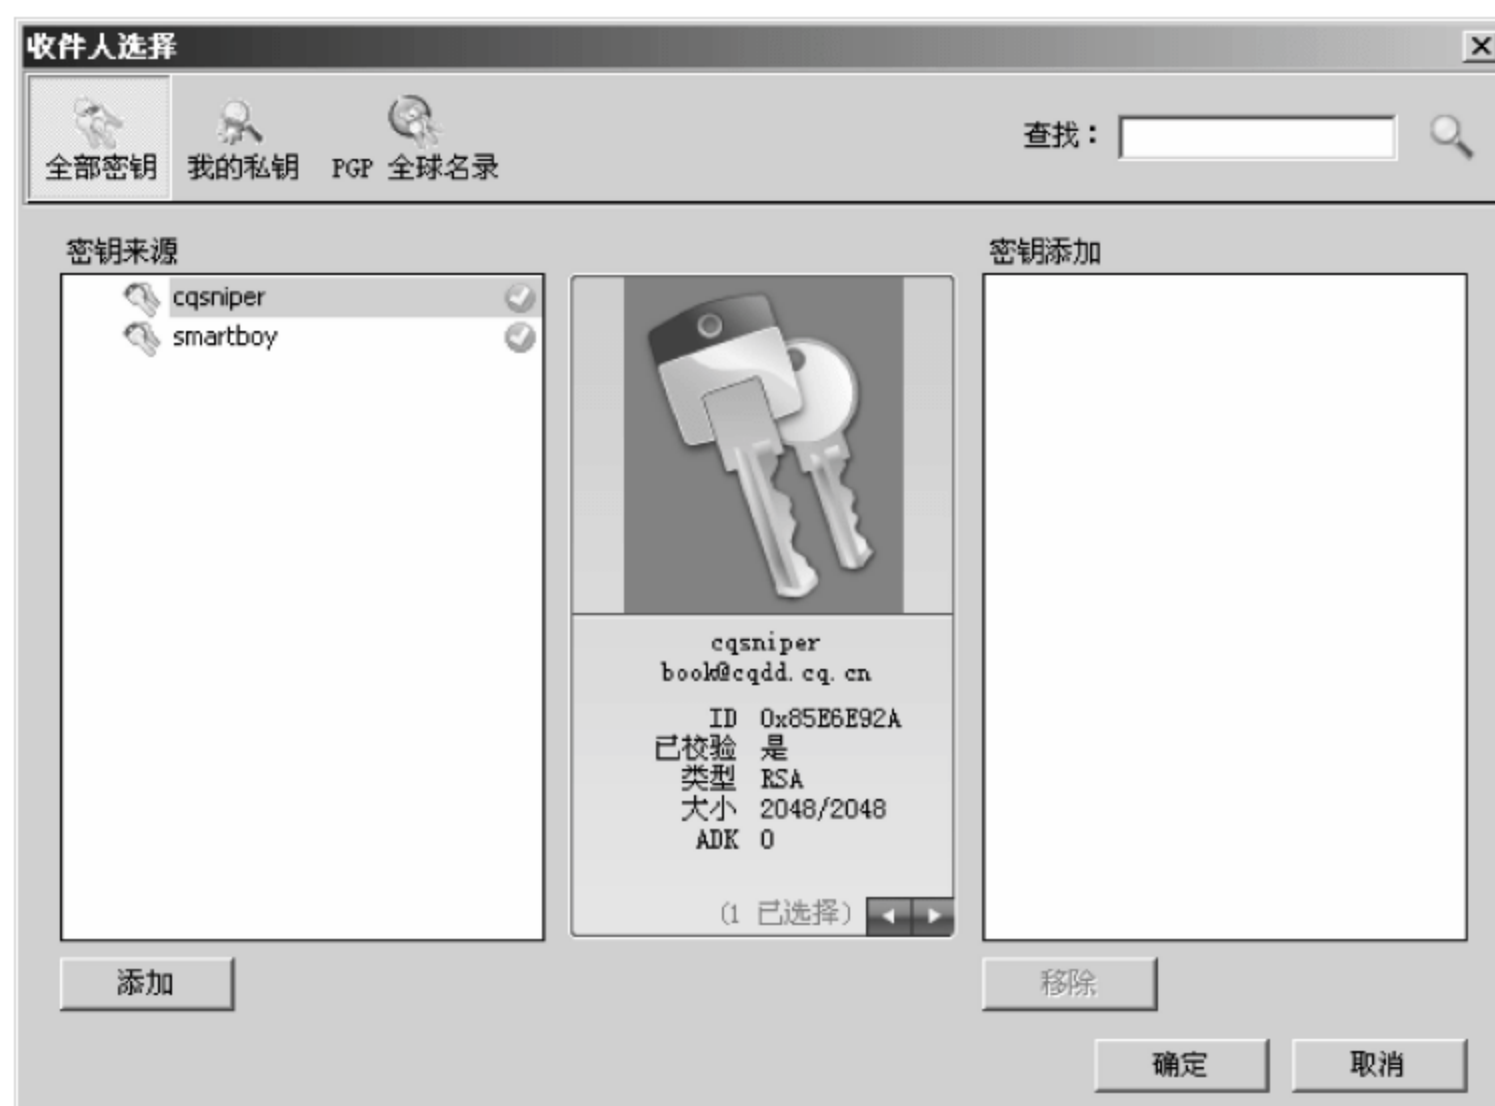 收件人选择
全部密钥 我的私钥 PGP 全球名录 查找：
密钥来源
cqsniper
smartboy
cqsniper
book@cqdd.cq.cn
ID 0x85E6E92A
已校验 是
类型 RSA
大小 2048/2048
ADK 0
(1 已选择)
密钥添加
添加
移除
确定 取消